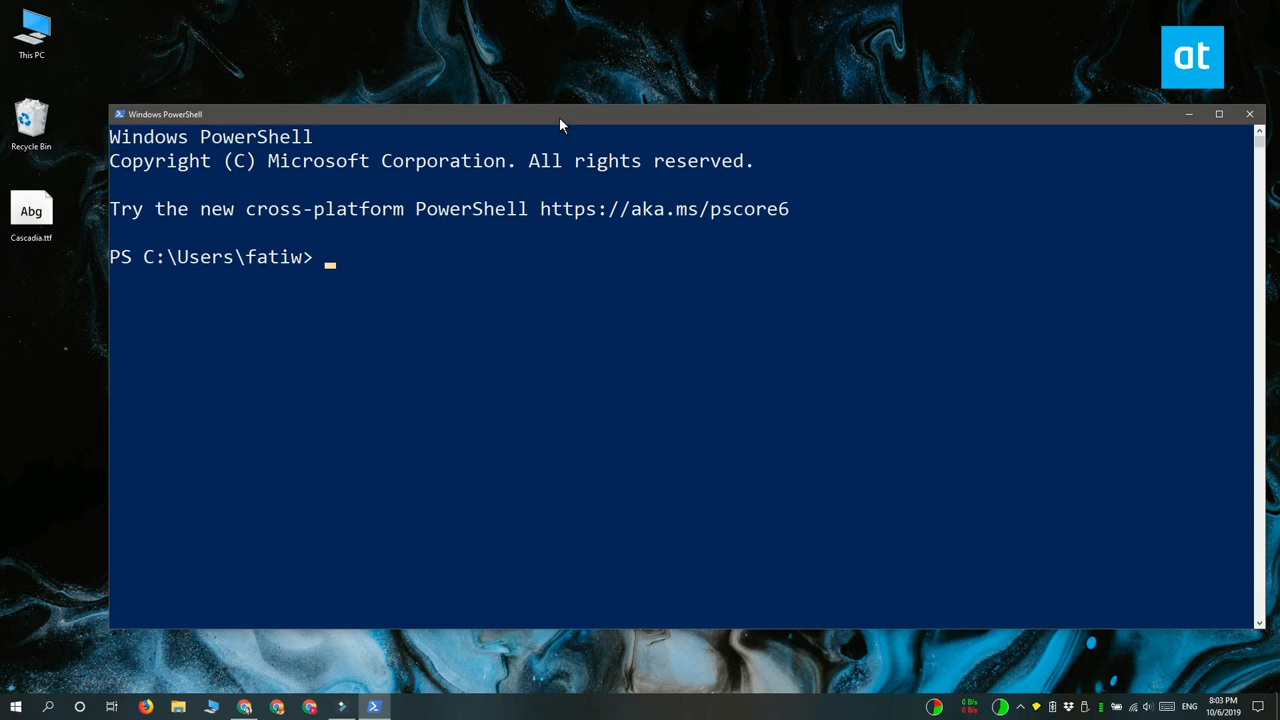 This PC
at
Recycle Bin
Windows PowerShell
Windows PowerShell
Copyright (C) Microsoft Corporation. All rights reserved.
Try the new cross-platform PowerShell https://aka.ms/pscore6
Abg
Cascadia.ttf
PS C:\Users\fatiw>
0 B/s
0 B/s
ENG
8:03 PM
10/6/2019